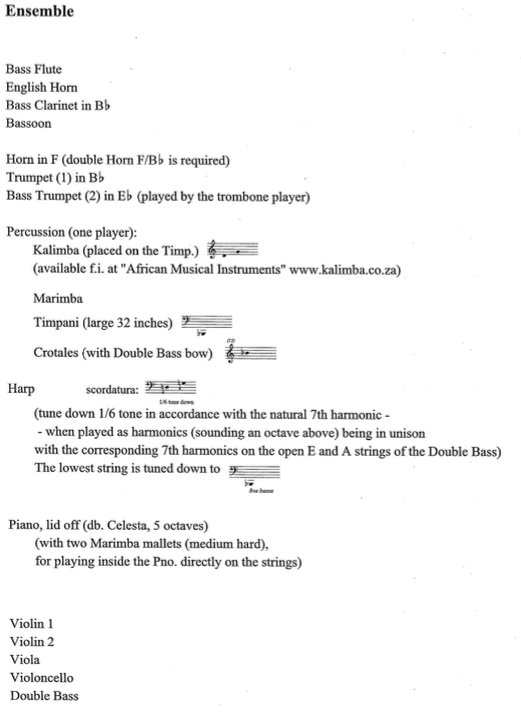 Ensemble
Bass Flute
English Horn
Bass Clarinet in B♭
Bassoon
Horn in F (double Horn F/B♭ is required)
Trumpet (1) in B♭
Bass Trumpet (2) in E♭ (played by the trombone player)
Percussion (one player):
Kalimba (placed on the Timp.)
(available f.i. at "African Musical Instruments" www.kalimba.co.za)
Marimba
Timpani (large 32 inches)
Crotales (with Double Bass bow)
Harp scordatura:
1/6 tone down
(tune down 1/6 tone in accordance with the natural 7th harmonic -
- when played as harmonics (sounding an octave above) being in unison
with the corresponding 7th harmonics on the open E and A strings of the Double Bass)
The lowest string is tuned down to
8va bassa
Piano, lid off (db. Celesta, 5 octaves)
(with two Marimba mallets (medium hard),
for playing inside the Pno. directly on the strings)
Violin 1
Violin 2
Viola
Violoncello
Double Bass